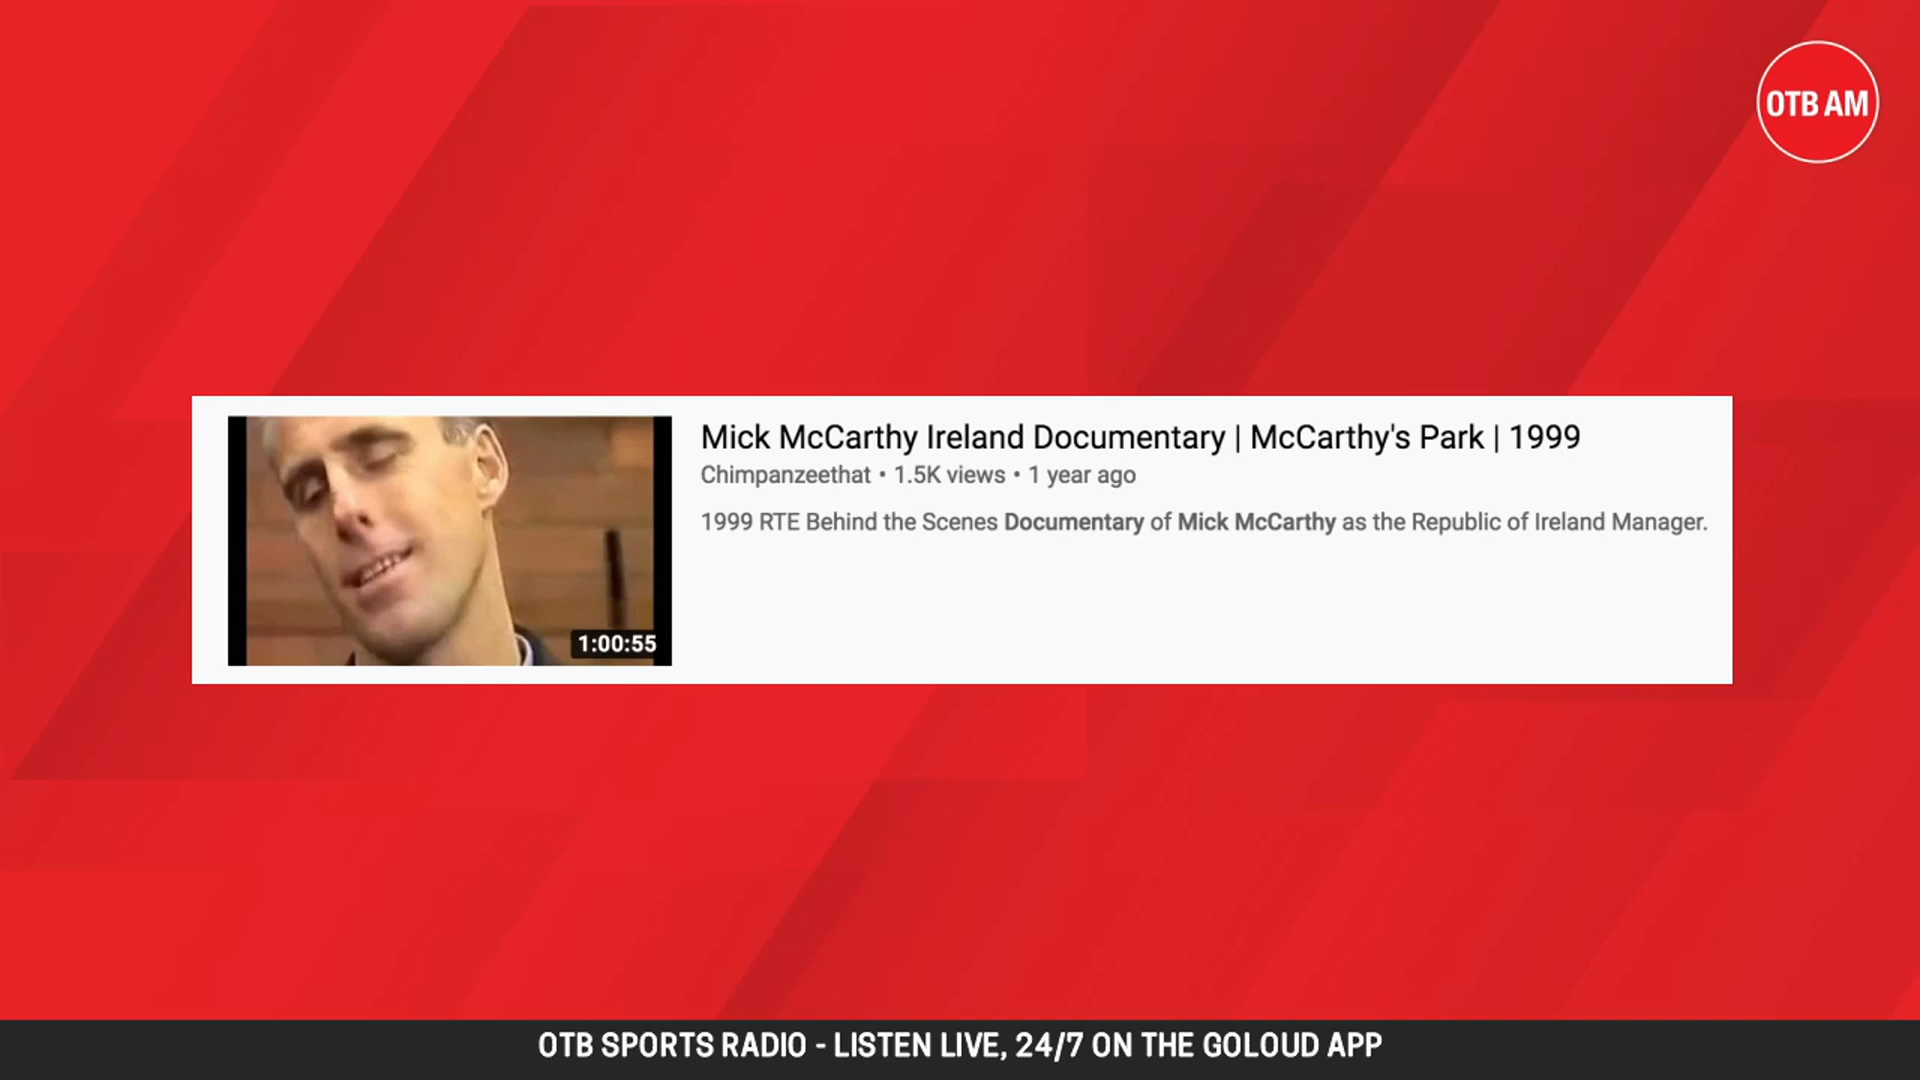 OTB AM
Mick McCarthy Ireland Documentary | McCarthy's Park | 1999
Chimpanzeethat • 1.5K views • 1 year ago
1999 RTE Behind the Scenes Documentary of Mick McCarthy as the Republic of Ireland Manager.
1:00:55
OTB SPORTS RADIO - LISTEN LIVE, 24/7 ON THE GOLOUD APP